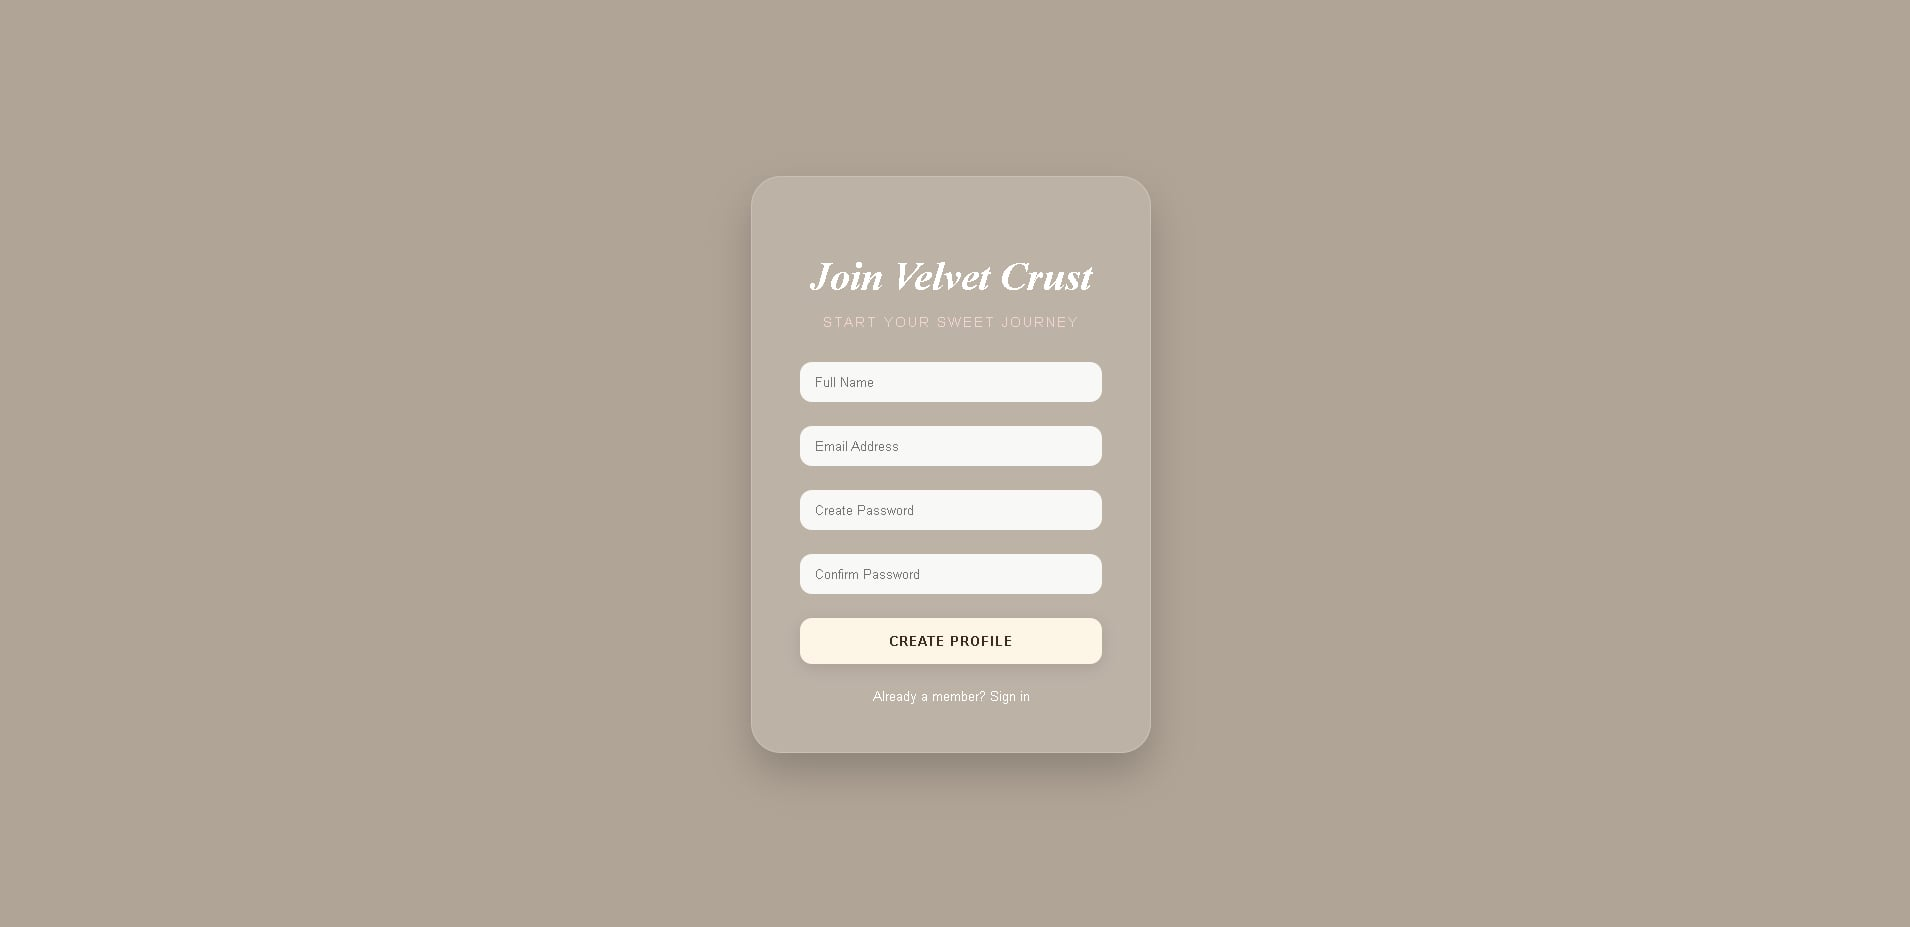 Join Velvet Crust
START YOUR SWEET JOURNEY
Full Name
Email Address
Create Password
Confirm Password
CREATE PROFILE
Already a member? Sign in